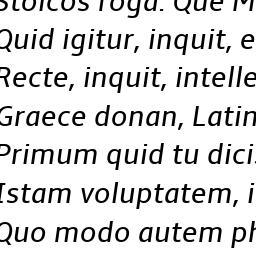 Stoicos roga. Que M
Quid igitur, inquit, e
Recte, inquit, intelle
Graece donan, Latin
Primum quid tu dicis
Istam voluptatem, i
Quo modo autem ph